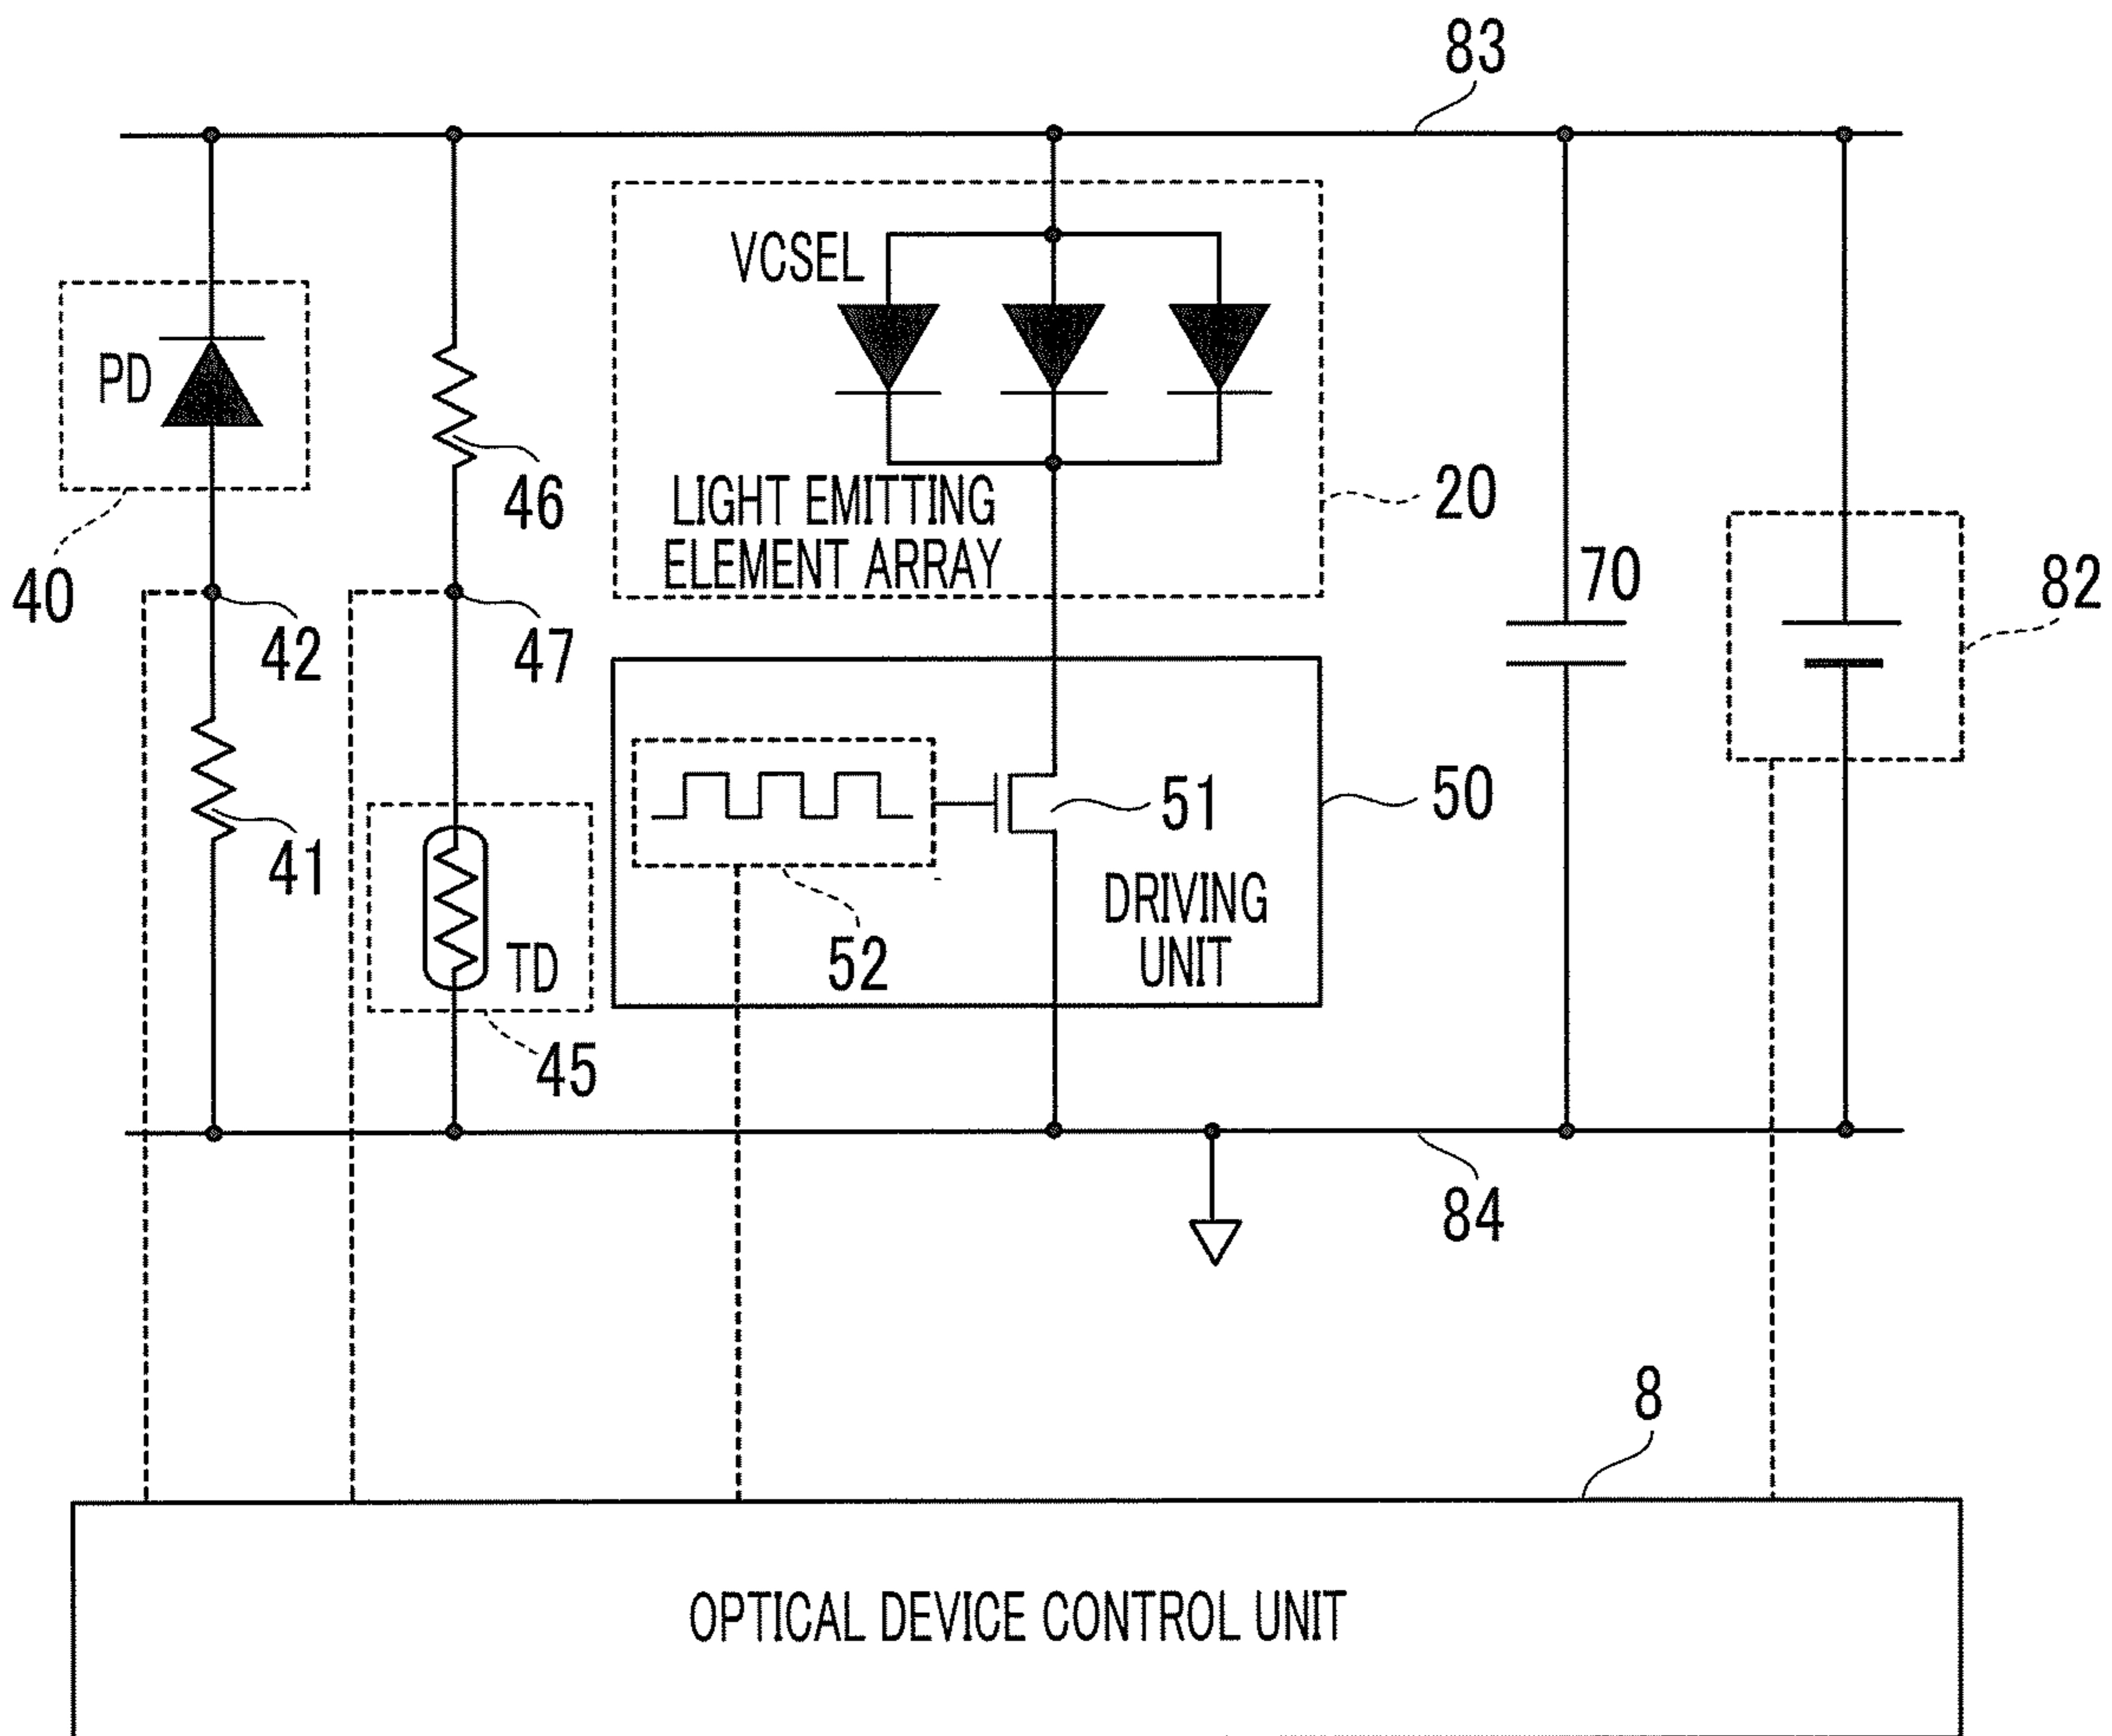 83
VCSEL
PD
46
LIGHT EMITTING
ELEMENT ARRAY
20
40
42
47
70
82
41
51
50
52
DRIVING
UNIT
TD
45
84
8
OPTICAL DEVICE CONTROL UNIT